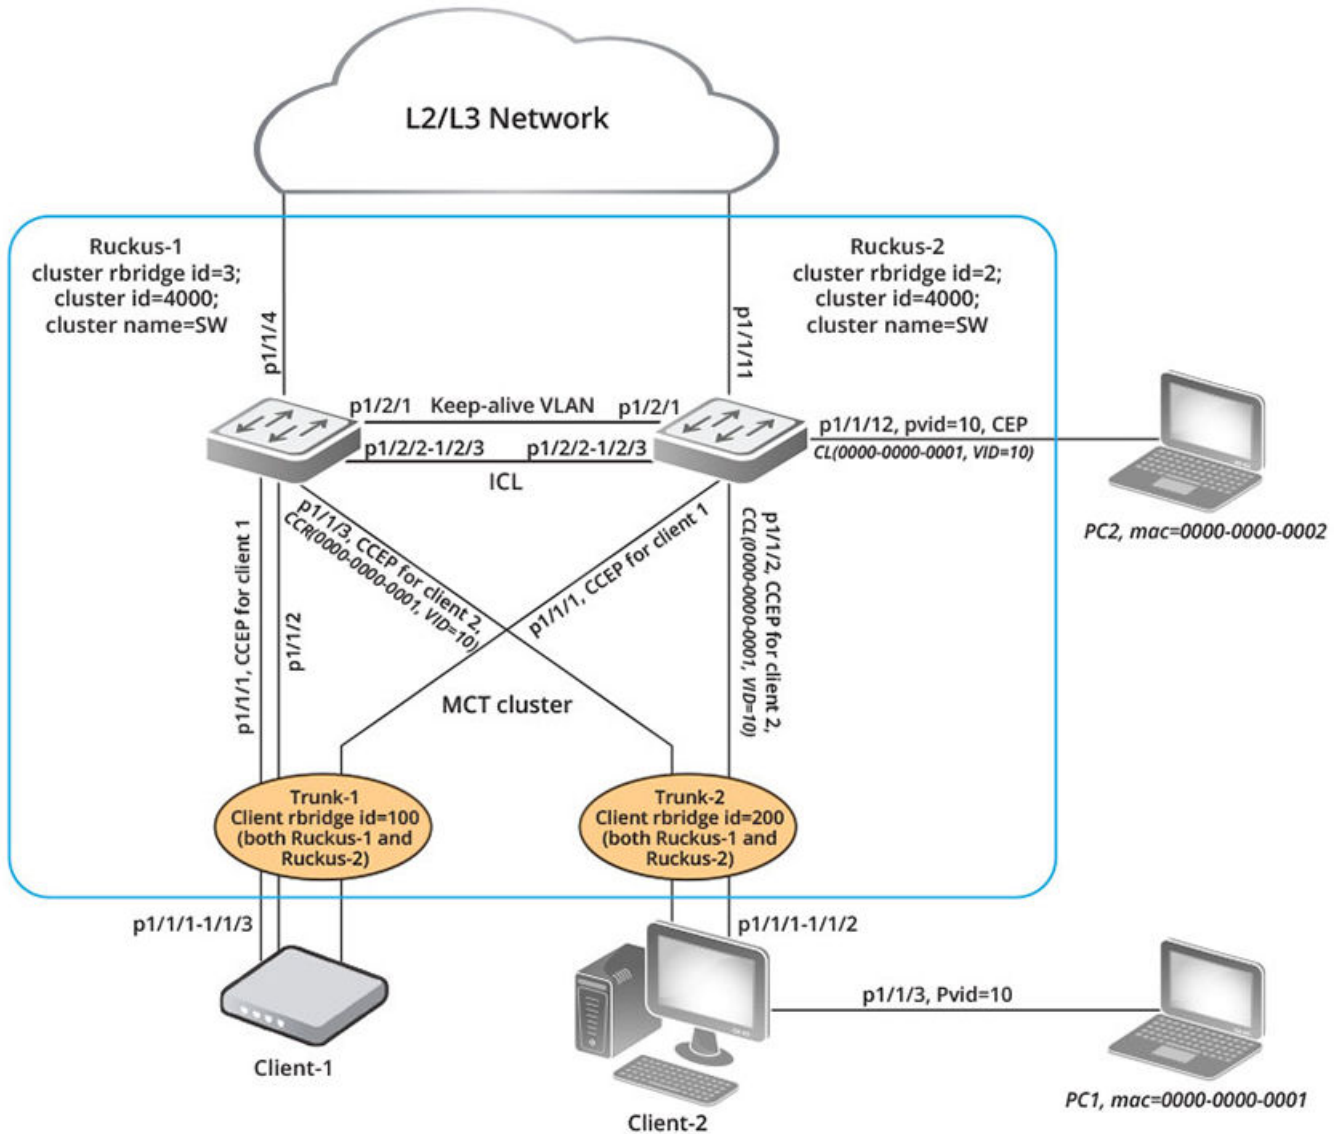 L2/L3 Network
Ruckus-1
cluster rbridge id=3;
cluster id=4000;
cluster name=SW
Ruckus-2
cluster rbridge id=2;
cluster id=4000;
cluster name=SW
p1/1/4
p1/1/11
p1/2/1
Keep-alive VLAN
p1/2/1
p1/2/2-1/2/3
p1/2/2-1/2/3
ICL
p1/1/12, pvid=10, CEP
CL(0000-0000-0001, VID=10)
PC2, mac=0000-0000-0002
p1/1/1, CCEP for client 1
p1/1/2
p1/1/3, CCEP for client 2,
CCR(0000-0000-0001, VID=10)
p1/1/1, CCEP for client 1
p1/1/2, CCEP for client 2,
CCL(0000-0000-0001, VID=10)
MCT cluster
Trunk-1
Client rbridge id=100
(both Ruckus-1 and
Ruckus-2)
Trunk-2
Client rbridge id=200
(both Ruckus-1 and
Ruckus-2)
p1/1/1-1/1/3
p1/1/1-1/1/2
p1/1/3, Pvid=10
Client-1
PC1, mac=0000-0000-0001
Client-2